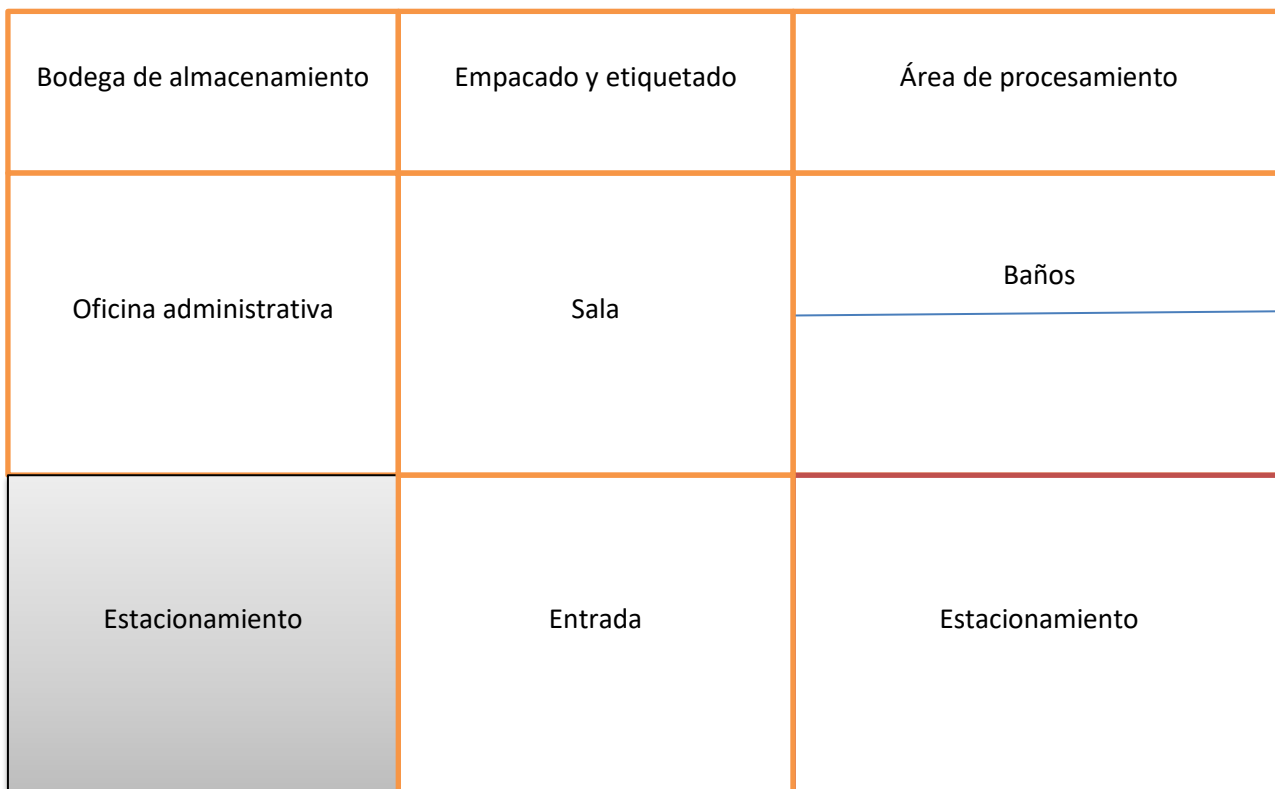 Bodega de almacenamiento
Empacado y etiquetado
Área de procesamiento
Oficina administrativa
Sala
Baños
Estacionamiento
Entrada
Estacionamiento